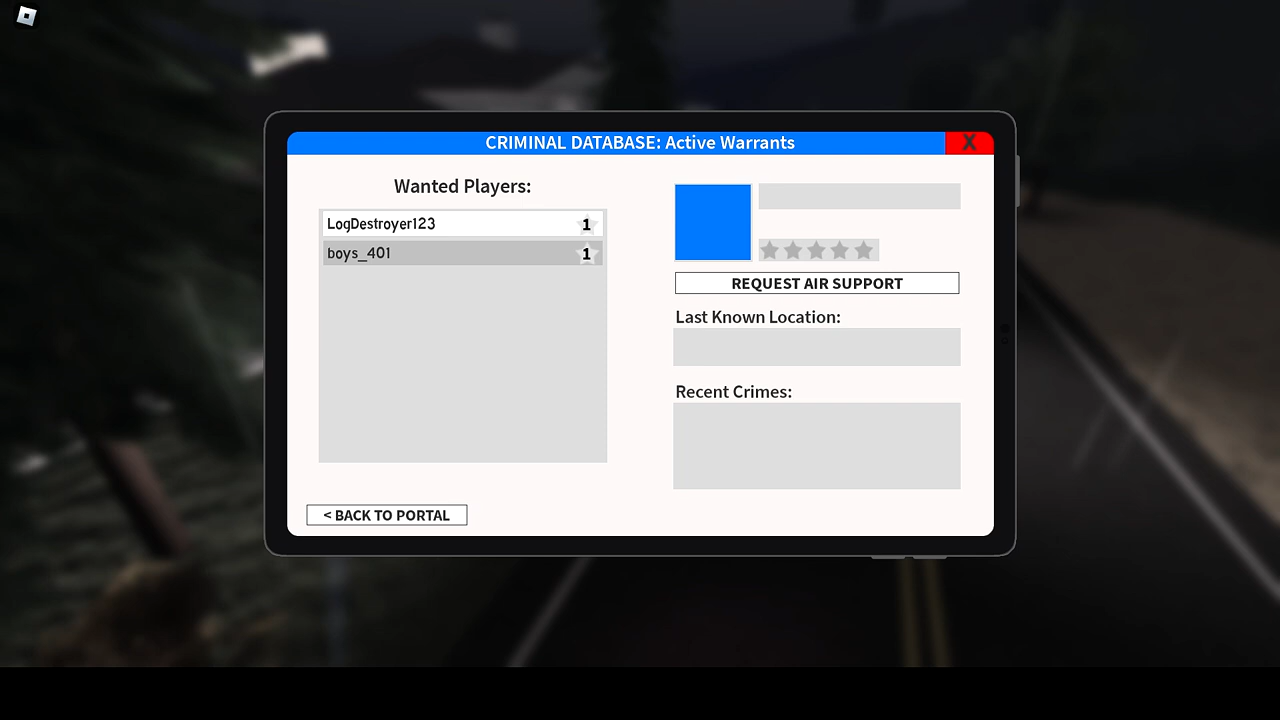 CRIMINAL DATABASE: Active Warrants
X
Wanted Players:
LogDestroyer123 1
boys_401 1
REQUEST AIR SUPPORT
Last Known Location:
Recent Crimes:
< BACK TO PORTAL